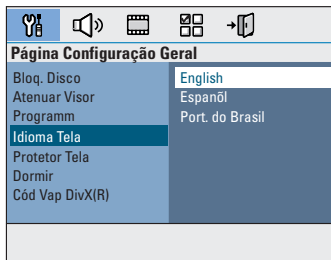 Página Configuração Geral
Bloq. Disco
Atenuar Visor
Programm
Idioma Tela
Protetor Tela
Dormir
Cód Vap DivX(R)
English
Espanõl
Port. do Brasil